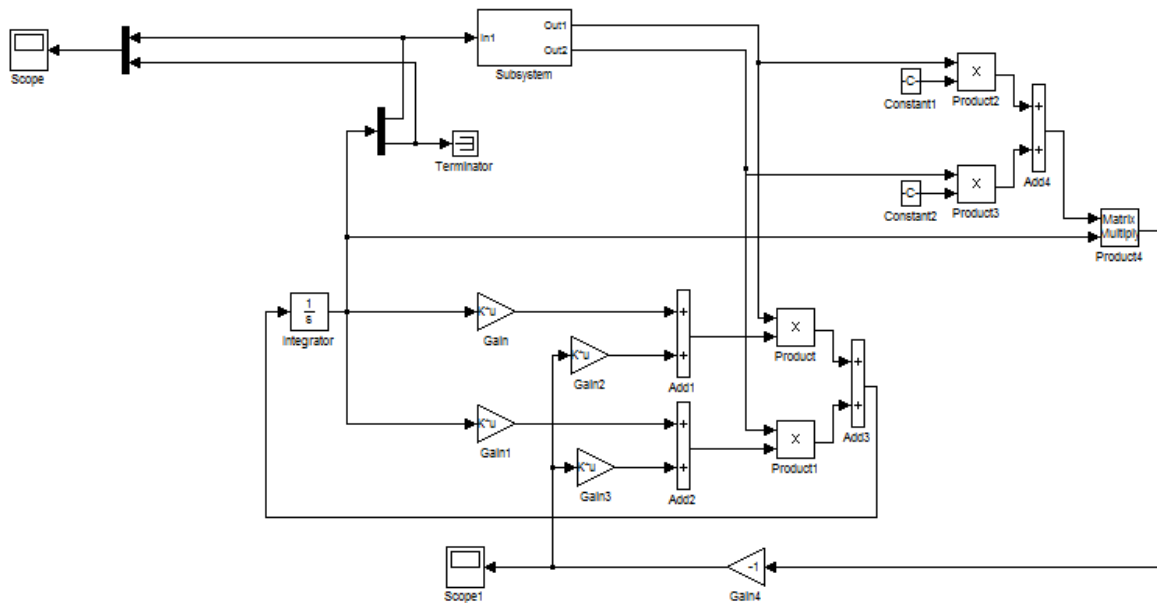 Scope
In1
Out1
Out2
Subsystem
Terminator
-C-
Constant1
X
Product2
+
+
Add4
-C-
Constant2
X
Product3
Matrix
Multiply
Product4
1
s
Integrator
K*u
Gain
K*u
Gain2
+
+
Add1
X
Product
K*u
Gain1
K*u
Gain3
+
+
Add2
X
Product1
+
+
Add3
Scope1
-1
Gain4